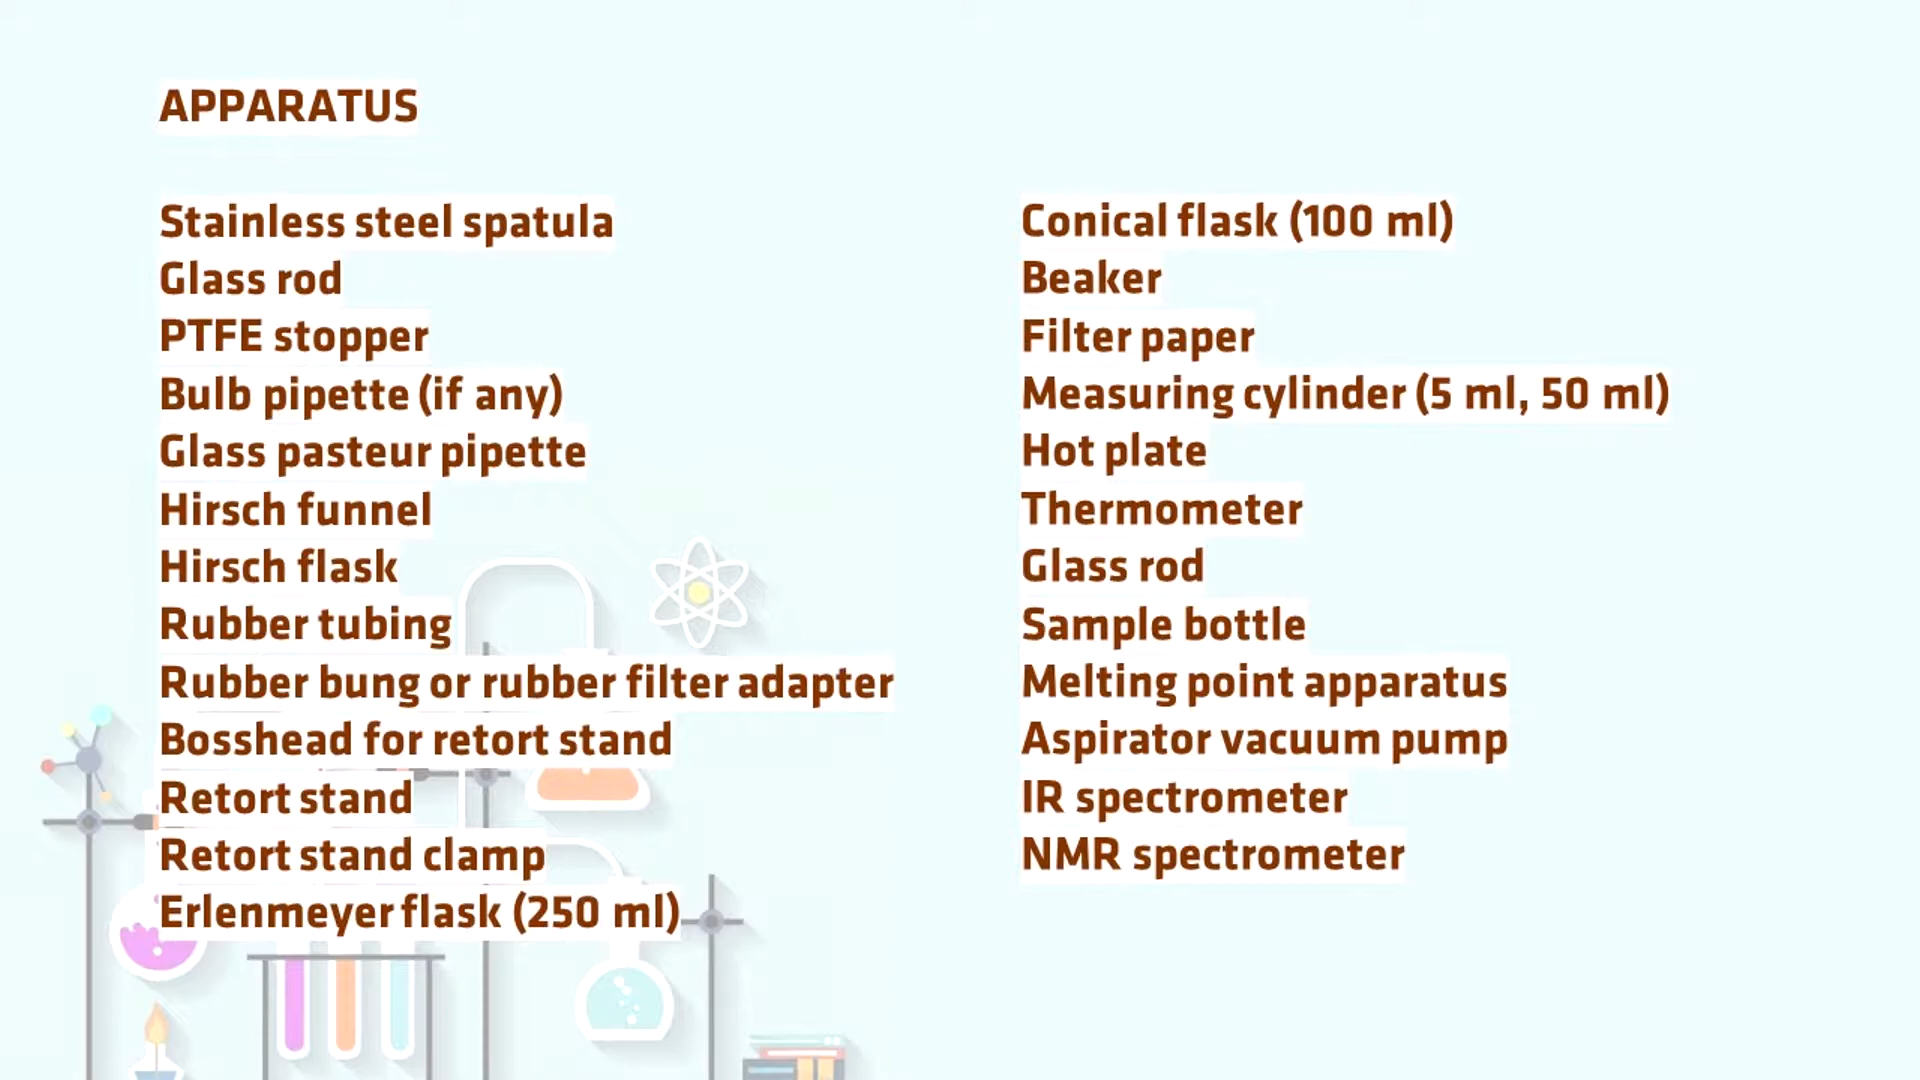 APPARATUS
Stainless steel spatula
Glass rod
PTFE stopper
Bulb pipette (if any)
Glass pasteur pipette
Hirsch funnel
Hirsch flask
Rubber tubing
Rubber bung or rubber filter adapter
Bosshead for retort stand
Retort stand
Retort stand clamp
Erlenmeyer flask (250 ml)
Conical flask (100 ml)
Beaker
Filter paper
Measuring cylinder (5 ml, 50 ml)
Hot plate
Thermometer
Glass rod
Sample bottle
Melting point apparatus
Aspirator vacuum pump
IR spectrometer
NMR spectrometer